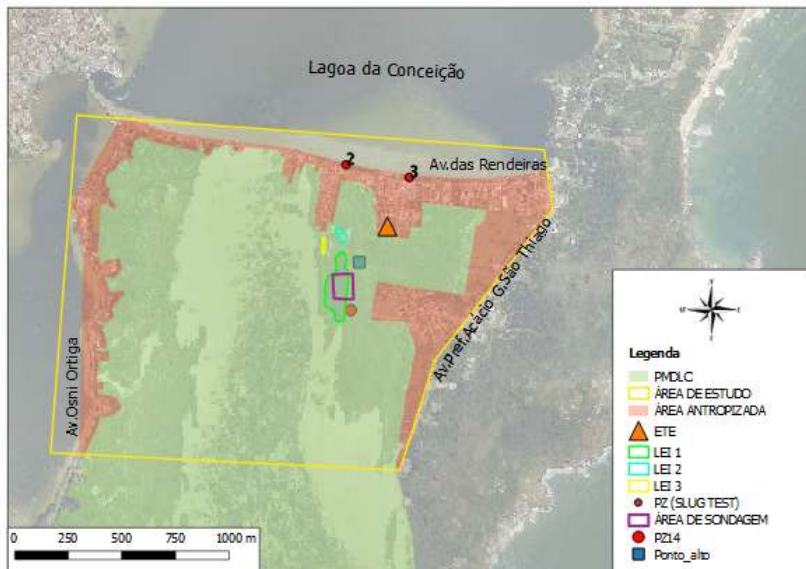 Lagoa da Conceição
2
3
Av.das Rendeiras
Av.Osni Ortiga
Av.Pref.Acácio G.São Thiago
N
Legenda
PMDLC
ÁREA DE ESTUDO
ÁREA ANTROPIZADA
ETE
LEI 1
LEI 2
LEI 3
PZ (SLUG TEST)
ÁREA DE SONDAGEM
PZ14
Ponto_alto
0 250 500 750 1000 m